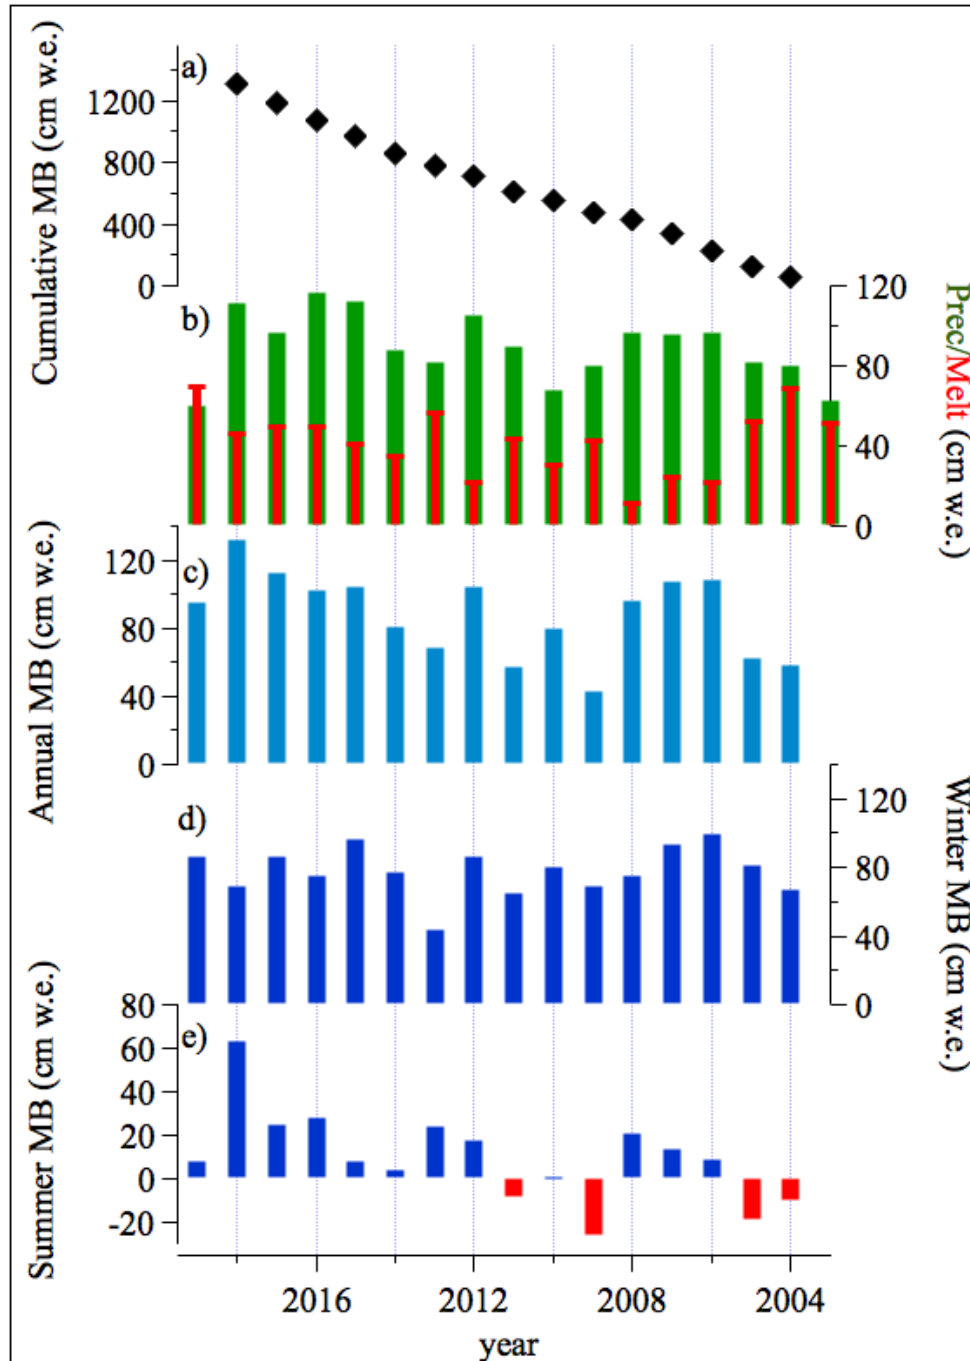 Cumulative MB (cm w.e.)
a)
1200
800
400
0
b)
120
80
40
0
Prec/Melt (cm w.e.)
Annual MB (cm w.e.)
c)
120
80
40
0
d)
120
80
40
0
Winter MB (cm w.e.)
Summer MB (cm w.e.)
e)
80
60
40
20
0
-20
2016 2012 2008 2004
year